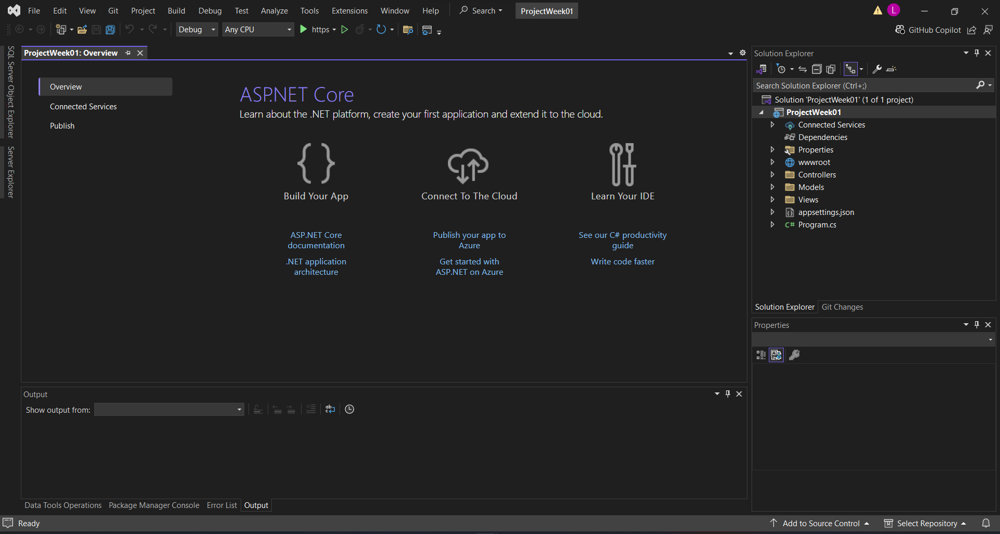 File Edit View Git Project Build Debug Test Analyze Tools Extensions Window Help Search ProjectWeek01 L
Debug Any CPU https GitHub Copilot
SQL Server Object Explorer
Server Explorer
ProjectWeek01: Overview
Overview
Connected Services
Publish
ASP.NET Core
Learn about the .NET platform, create your first application and extend it to the cloud.
Build Your App
ASP.NET Core
documentation
.NET application
architecture
Connect To The Cloud
Publish your app to
Azure
Get started with
ASP.NET on Azure
Learn Your IDE
See our C# productivity
guide
Write code faster
Output
Show output from:
Data Tools Operations Package Manager Console Error List Output
Solution Explorer
Search Solution Explorer (Ctrl+;)
Solution 'ProjectWeek01' (1 of 1 project)
ProjectWeek01
Connected Services
Dependencies
Properties
wwwroot
Controllers
Models
Views
appsettings.json
C# Program.cs
Solution Explorer Git Changes
Properties
Ready Add to Source Control Select Repository